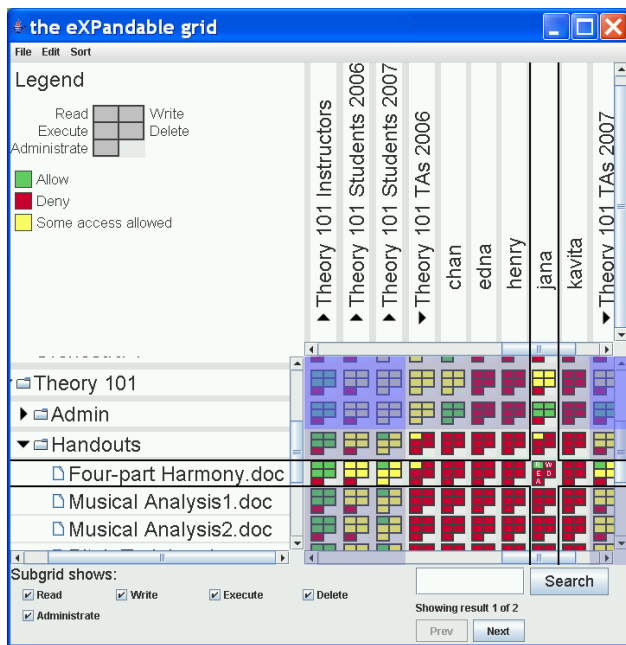 the eXPandable grid
File Edit Sort
Legend
Read Write
Execute Delete
Administrate
Allow
Deny
Some access allowed
Theory 101 Instructors
Theory 101 Students 2006
Theory 101 Students 2007
Theory 101 TAs 2006
chan
edna
henry
jana
kavita
Theory 101 TAs 2007
Theory 101
Admin
Handouts
Four-part Harmony.doc
R W
E D
A
Musical Analysis1.doc
Musical Analysis2.doc
Subgrid shows:
Read Write Execute Delete
Administrate
Search
Showing result 1 of 2
Prev Next